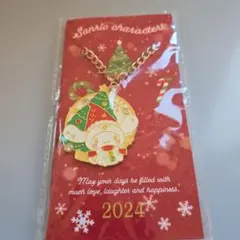 Sanrio characters
May your days be filled with
much love, laughter and happiness.
2024